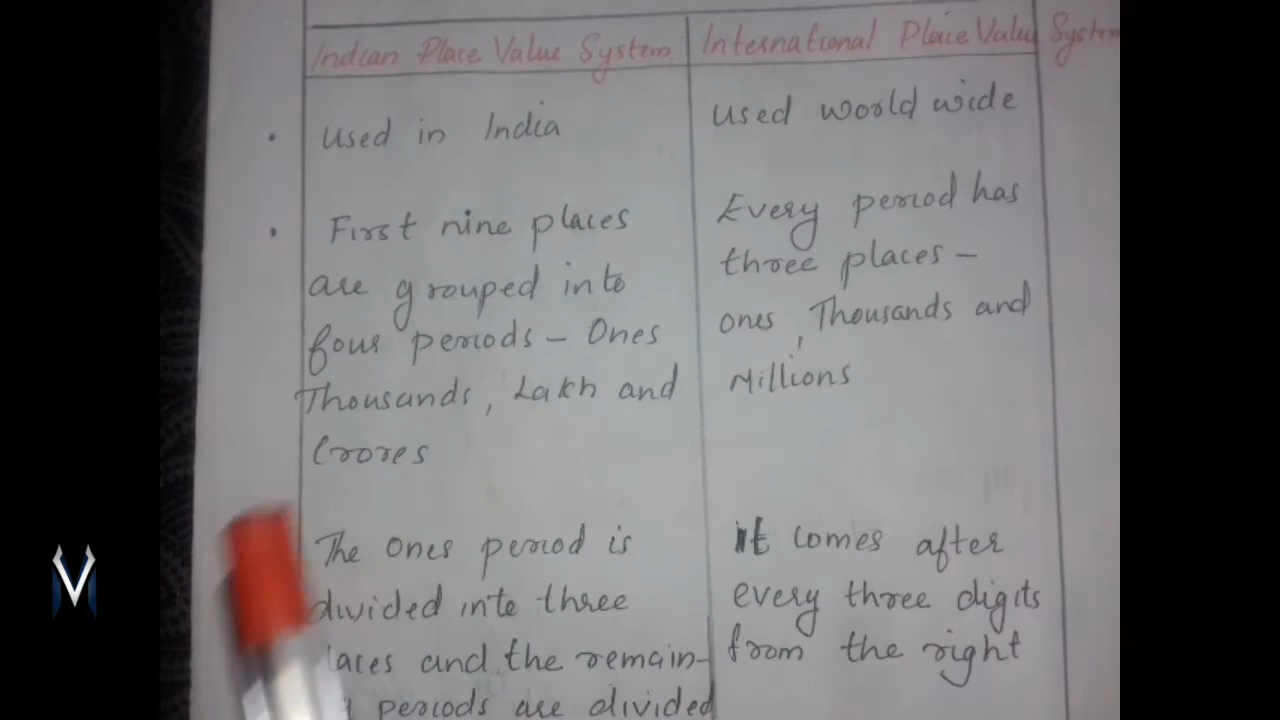 Indian Place Value System
Used in India
First nine places
are grouped into
four periods - Ones
Thousands, Lakh and
Crores
The Ones period is
divided into three
and the remain-
periods are divided
International Place Value System
Used world wide
Every period has
three places -
ones, Thousands and
Millions
it comes after
every three digits
from the right